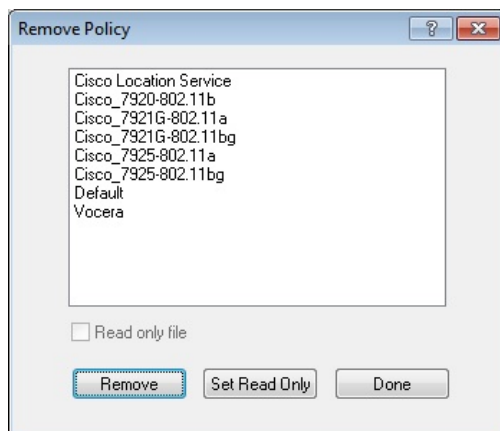 Remove Policy
?
Cisco Location Service
Cisco_7920-802.11b
Cisco_7921G-802.11a
Cisco_7921G-802.11bg
Cisco_7925-802.11a
Cisco_7925-802.11bg
Default
Vocera
Read only file
Remove Set Read Only Done